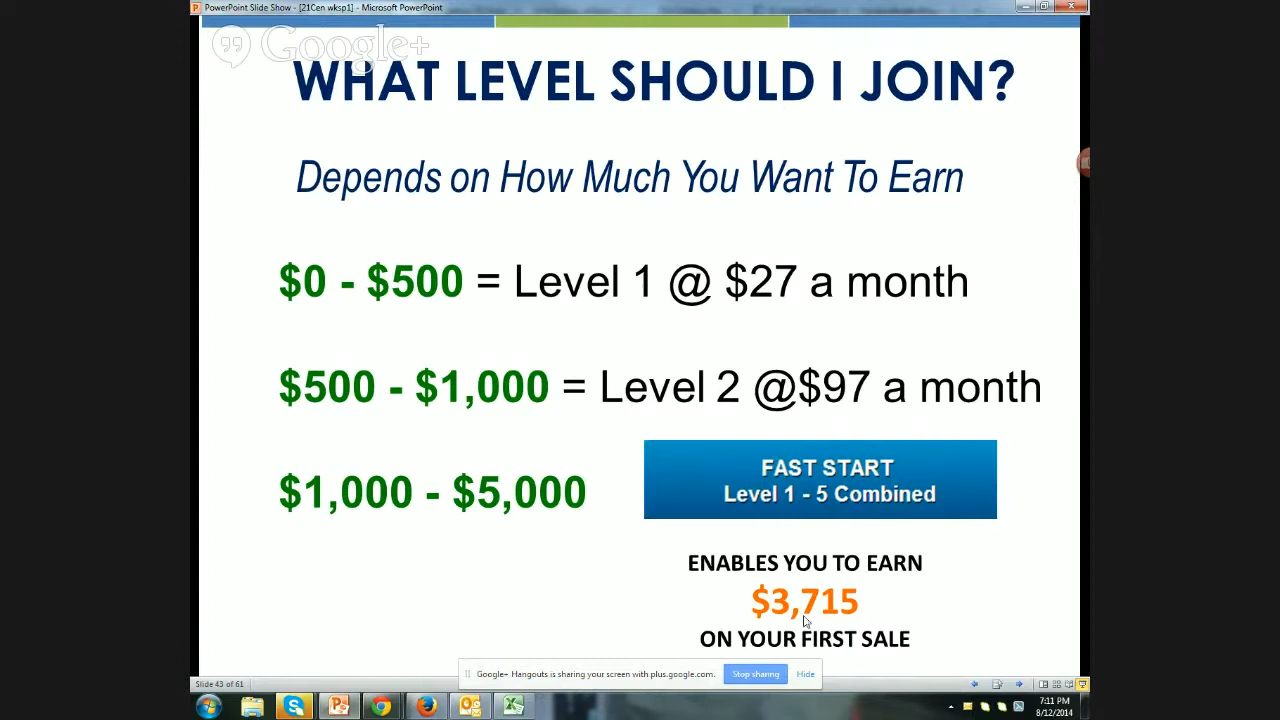 PowerPoint Slide Show - [21Cen wksp1] - Microsoft PowerPoint
Google+
WHAT LEVEL SHOULD I JOIN?
Depends on How Much You Want To Earn
$0 - $500 = Level 1 @ $27 a month
$500 - $1,000 = Level 2 @$97 a month
$1,000 - $5,000
FAST START
Level 1 - 5 Combined
ENABLES YOU TO EARN
$3,715
ON YOUR FIRST SALE
Google+ Hangouts is sharing your screen with plus.google.com.
Stop sharing
Hide
Slide 43 of 61
7:11 PM
8/12/2014